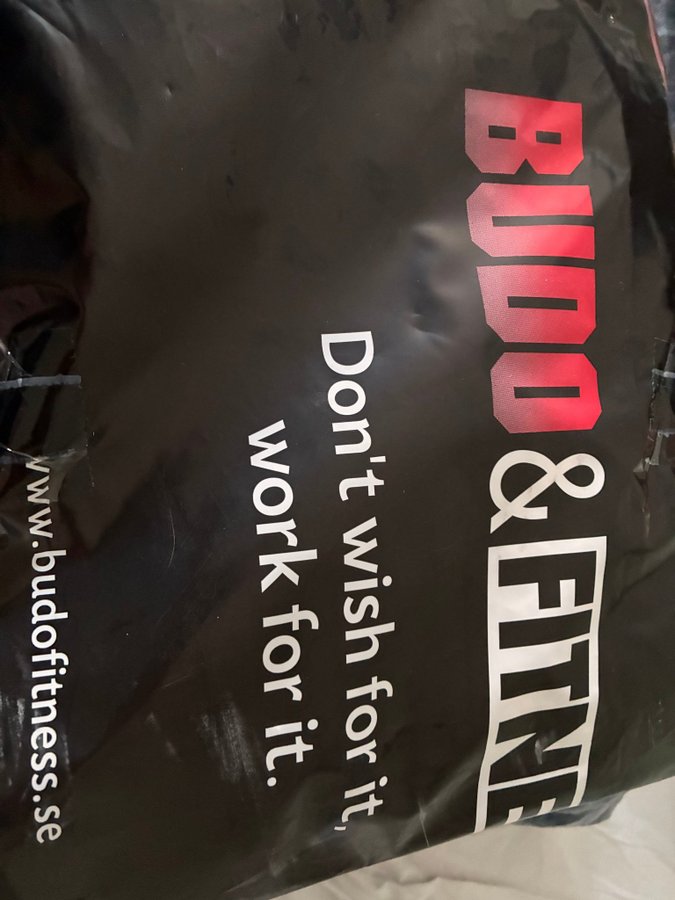 BUDO & FITNE
Don't wish for it,
work for it.
www.budofitness.se